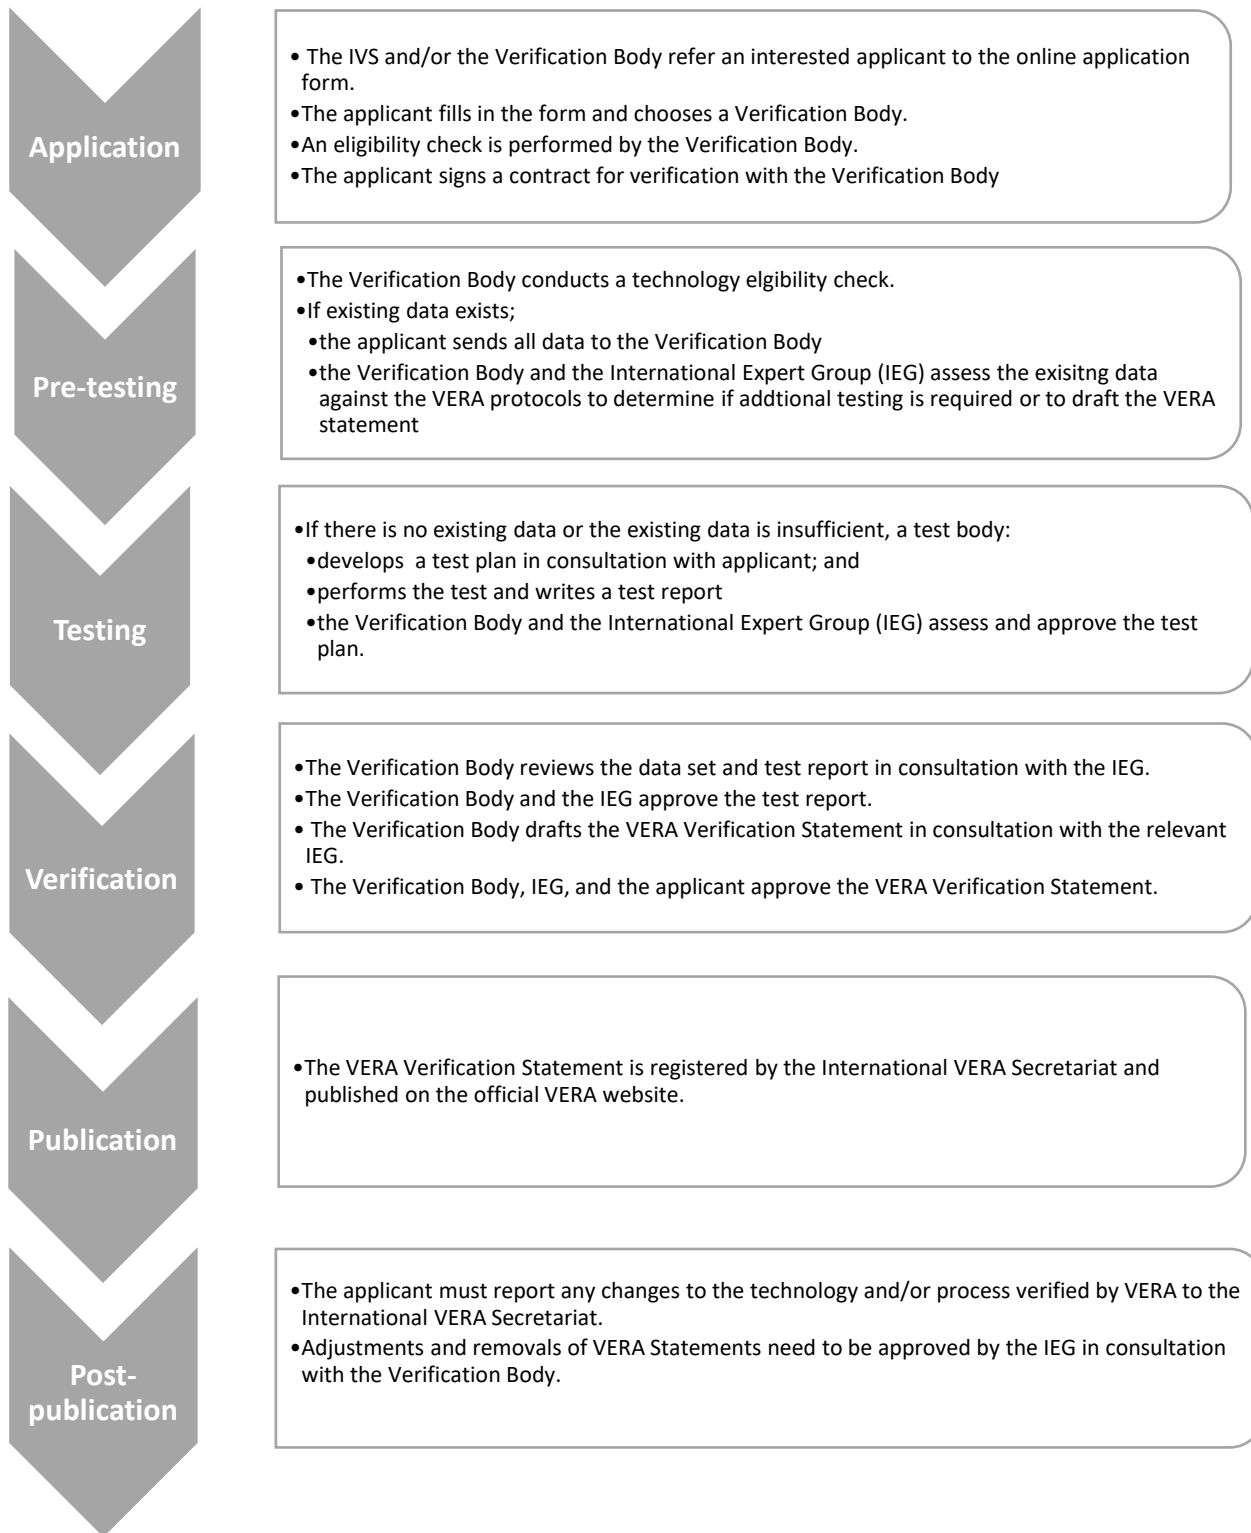 Application
• The IVS and/or the Verification Body refer an interested applicant to the online application
form.
•The applicant fills in the form and chooses a Verification Body.
•An eligibility check is performed by the Verification Body.
•The applicant signs a contract for verification with the Verification Body
Pre-testing
•The Verification Body conducts a technology elgibility check.
•If existing data exists;
•the applicant sends all data to the Verification Body
•the Verification Body and the International Expert Group (IEG) assess the exisitng data
against the VERA protocols to determine if addtional testing is required or to draft the VERA
statement
Testing
•If there is no existing data or the existing data is insufficient, a test body:
•develops a test plan in consultation with applicant; and
•performs the test and writes a test report
•the Verification Body and the International Expert Group (IEG) assess and approve the test
plan.
Verification
•The Verification Body reviews the data set and test report in consultation with the IEG.
•The Verification Body and the IEG approve the test report.
• The Verification Body drafts the VERA Verification Statement in consultation with the relevant
IEG.
• The Verification Body, IEG, and the applicant approve the VERA Verification Statement.
Publication
•The VERA Verification Statement is registered by the International VERA Secretariat and
published on the official VERA website.
Post-
publication
•The applicant must report any changes to the technology and/or process verified by VERA to the
International VERA Secretariat.
•Adjustments and removals of VERA Statements need to be approved by the IEG in consultation
with the Verification Body.